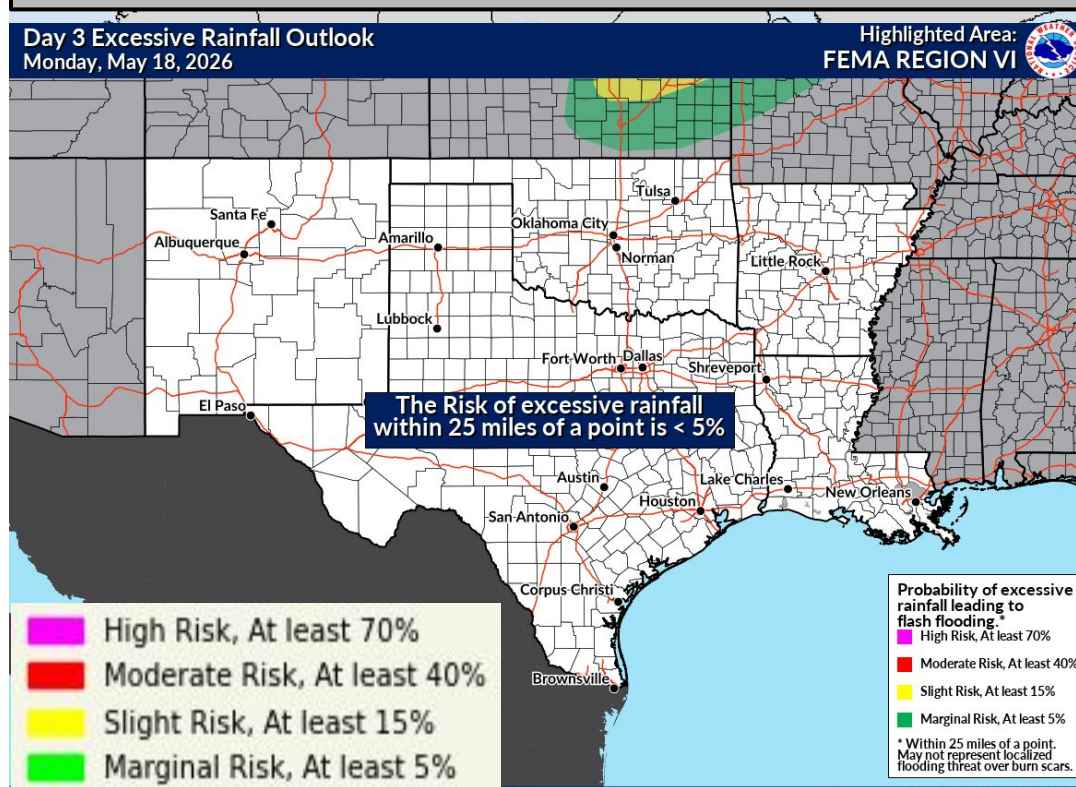 Day 3 Excessive Rainfall Outlook
Monday, May 18, 2026
Highlighted Area:
FEMA REGION VI
Tulsa
Santa Fe
Oklahoma City
Albuquerque
Amarillo
Norman
Little Rock
Lubbock
Fort Worth
Dallas
Shreveport
El Paso
The Risk of excessive rainfall
within 25 miles of a point is < 5%
Austin
Lake Charles
Houston
New Orleans
San Antonio
Corpus Christi
Brownsville
High Risk, At least 70%
Moderate Risk, At least 40%
Slight Risk, At least 15%
Marginal Risk, At least 5%
Probability of excessive
rainfall leading to
flash flooding.*
High Risk, At least 70%
Moderate Risk, At least 40%
Slight Risk, At least 15%
Marginal Risk, At least 5%
* Within 25 miles of a point.
May not represent localized
flooding threat over burn scars.